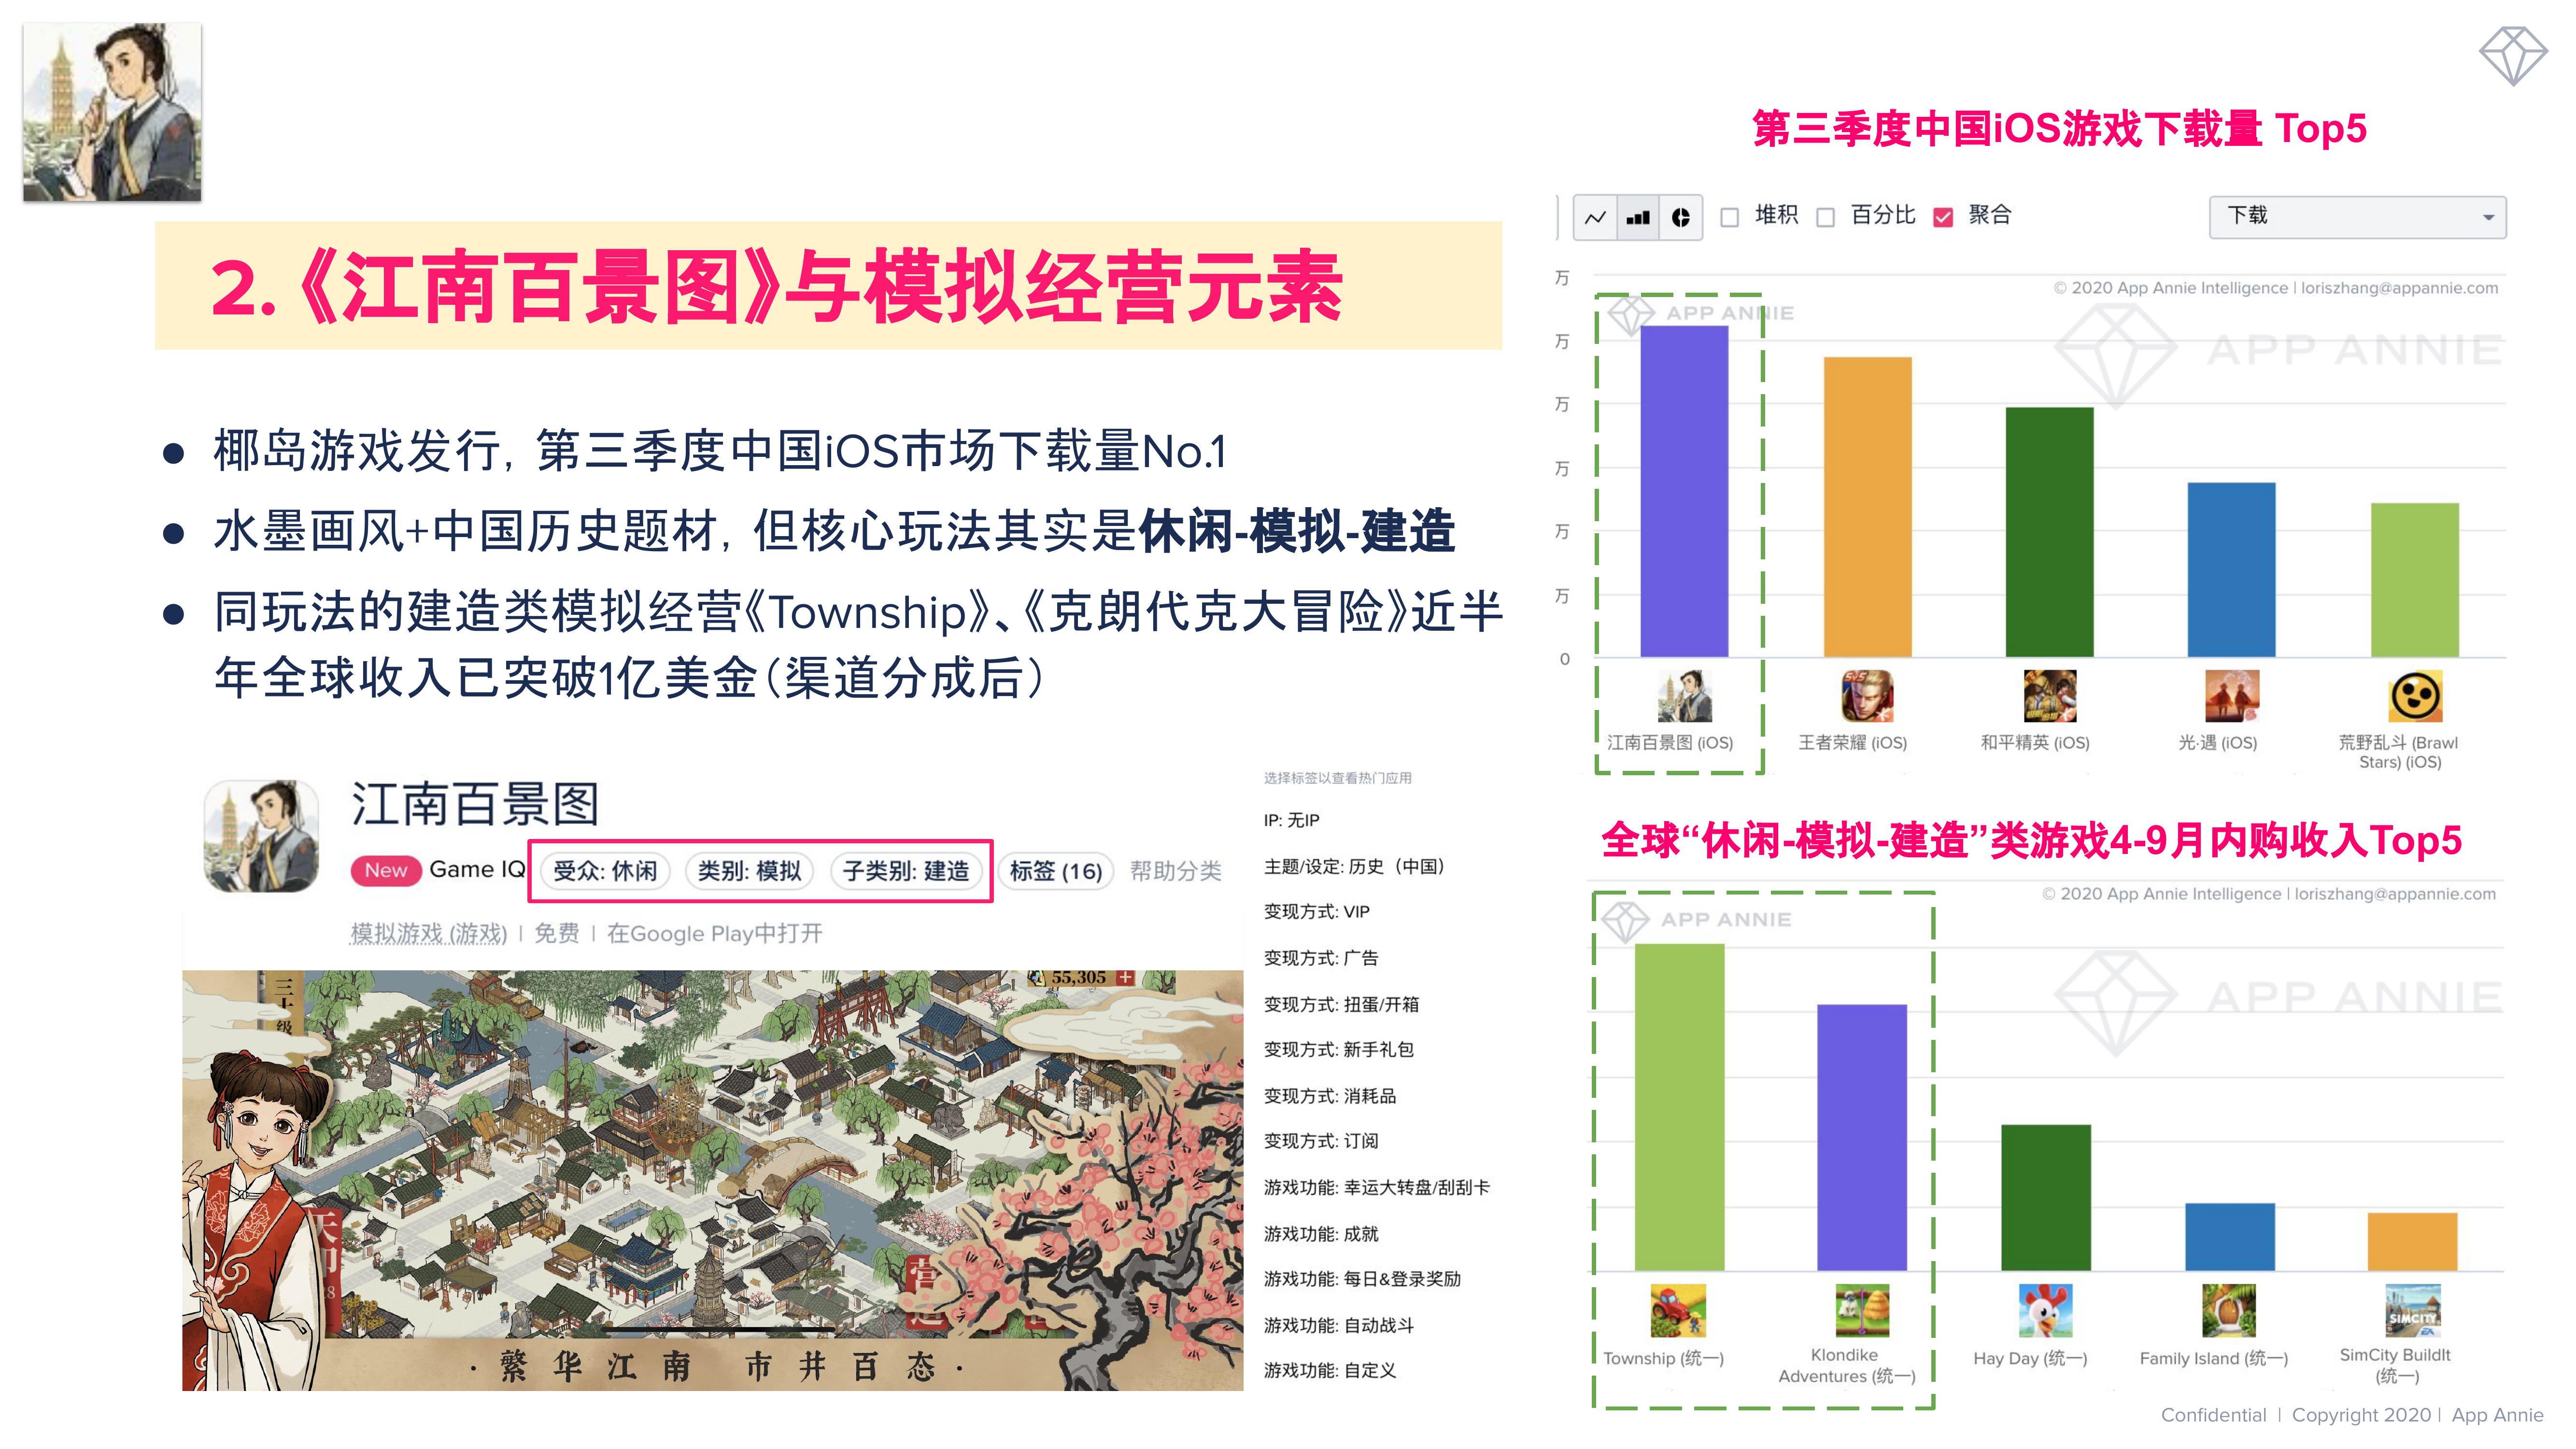 2.《江南百景图》与模拟经营元素
● 椰岛游戏发行，第三季度中国iOS市场下载量No.1
● 水墨画风+中国历史题材，但核心玩法其实是休闲-模拟-建造
● 同玩法的建造类模拟经营《Township》、《克朗代克大冒险》近半
年全球收入已突破1亿美金（渠道分成后）
江南百景图
New Game IQ 受众: 休闲 类别: 模拟 子类别: 建造 标签 (16) 帮助分类
模拟游戏 (游戏) | 免费 | 在Google Play中打开
三十级
55,305 +
· 繁华江南 市井百态 ·
选择标签以查看热门应用
IP: 无IP
主题/设定: 历史（中国）
变现方式: VIP
变现方式: 广告
变现方式: 扭蛋/开箱
变现方式: 新手礼包
变现方式: 消耗品
变现方式: 订阅
游戏功能: 幸运大转盘/刮刮卡
游戏功能: 成就
游戏功能: 每日&登录奖励
游戏功能: 自动战斗
游戏功能: 自定义
第三季度中国iOS游戏下载量 Top5
堆积 百分比 聚合 下载
© 2020 App Annie Intelligence | loriszhang@appannie.com
APP ANNIE
APP ANNIE
万
万
万
万
万
万
0
江南百景图 (iOS)
王者荣耀 (iOS)
和平精英 (iOS)
光·遇 (iOS)
荒野乱斗 (Brawl
Stars) (iOS)
全球“休闲-模拟-建造”类游戏4-9月内购收入Top5
© 2020 App Annie Intelligence | loriszhang@appannie.com
APP ANNIE
APP ANNIE
SIMCITY
EA
Township (统一)
Klondike
Adventures (统一)
Hay Day (统一)
Family Island (统一)
SimCity BuildIt
(统一)
Confidential | Copyright 2020 | App Annie